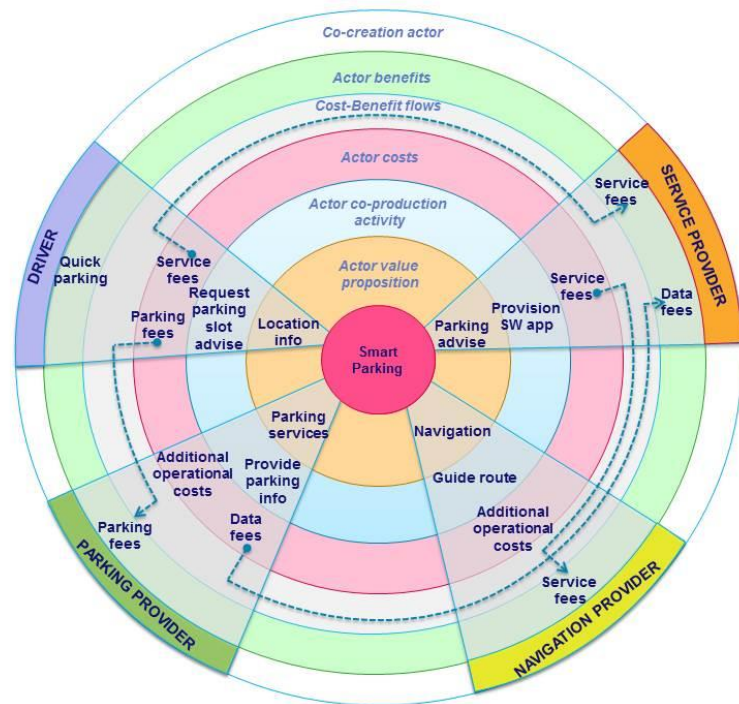 Co-creation actor
Actor benefits
Cost-Benefit flows
Actor costs
Actor co-production
activity
Actor value
proposition
Smart
Parking
DRIVER
Quick
parking
Service
fees
Parking
fees
Request
parking
slot
advise
Location
info
SERVICE PROVIDER
Service
fees
Data
fees
Service
fees
Provision
SW app
Parking
advise
PARKING PROVIDER
Parking
fees
Additional
operational
costs
Data
fees
Provide
parking
info
Parking
services
NAVIGATION PROVIDER
Navigation
Guide route
Additional
operational
costs
Service
fees